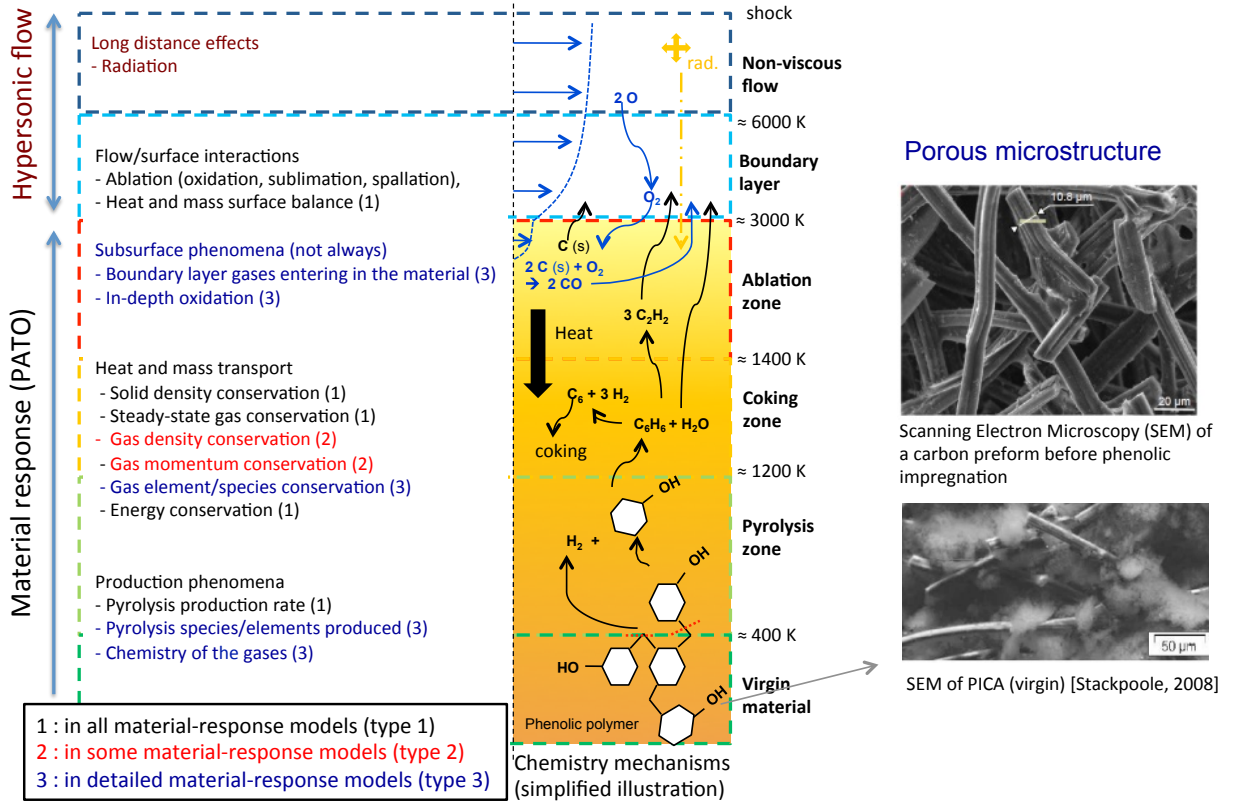 Hypersonic flow
Material response (PATO)
Long distance effects
- Radiation
Flow/surface interactions
- Ablation (oxidation, sublimation, spallation),
- Heat and mass surface balance (1)
Subsurface phenomena (not always)
- Boundary layer gases entering in the material (3)
- In-depth oxidation (3)
Heat and mass transport
- Solid density conservation (1)
- Steady-state gas conservation (1)
- Gas density conservation (2)
- Gas momentum conservation (2)
- Gas element/species conservation (3)
- Energy conservation (1)
Production phenomena
- Pyrolysis production rate (1)
- Pyrolysis species/elements produced (3)
- Chemistry of the gases (3)
1 : in all material-response models (type 1)
2 : in some material-response models (type 2)
3 : in detailed material-response models (type 3)
rad.
2 O
O₂
C (s)
2 C (s) + O₂
➔ 2 CO
Heat
3 C₂H₂
C₆ + 3 H₂
C₆H₆ + H₂O
coking
OH
H₂ +
OH
HO
OH
Phenolic polymer
Chemistry mechanisms
(simplified illustration)
shock
Non-viscous
flow
≈ 6000 K
Boundary
layer
≈ 3000 K
Ablation
zone
≈ 1400 K
Coking
zone
≈ 1200 K
Pyrolysis
zone
≈ 400 K
Virgin
material
Porous microstructure
10.8 µm
20 µm
Scanning Electron Microscopy (SEM) of
a carbon preform before phenolic
impregnation
50 µm
SEM of PICA (virgin) [Stackpoole, 2008]